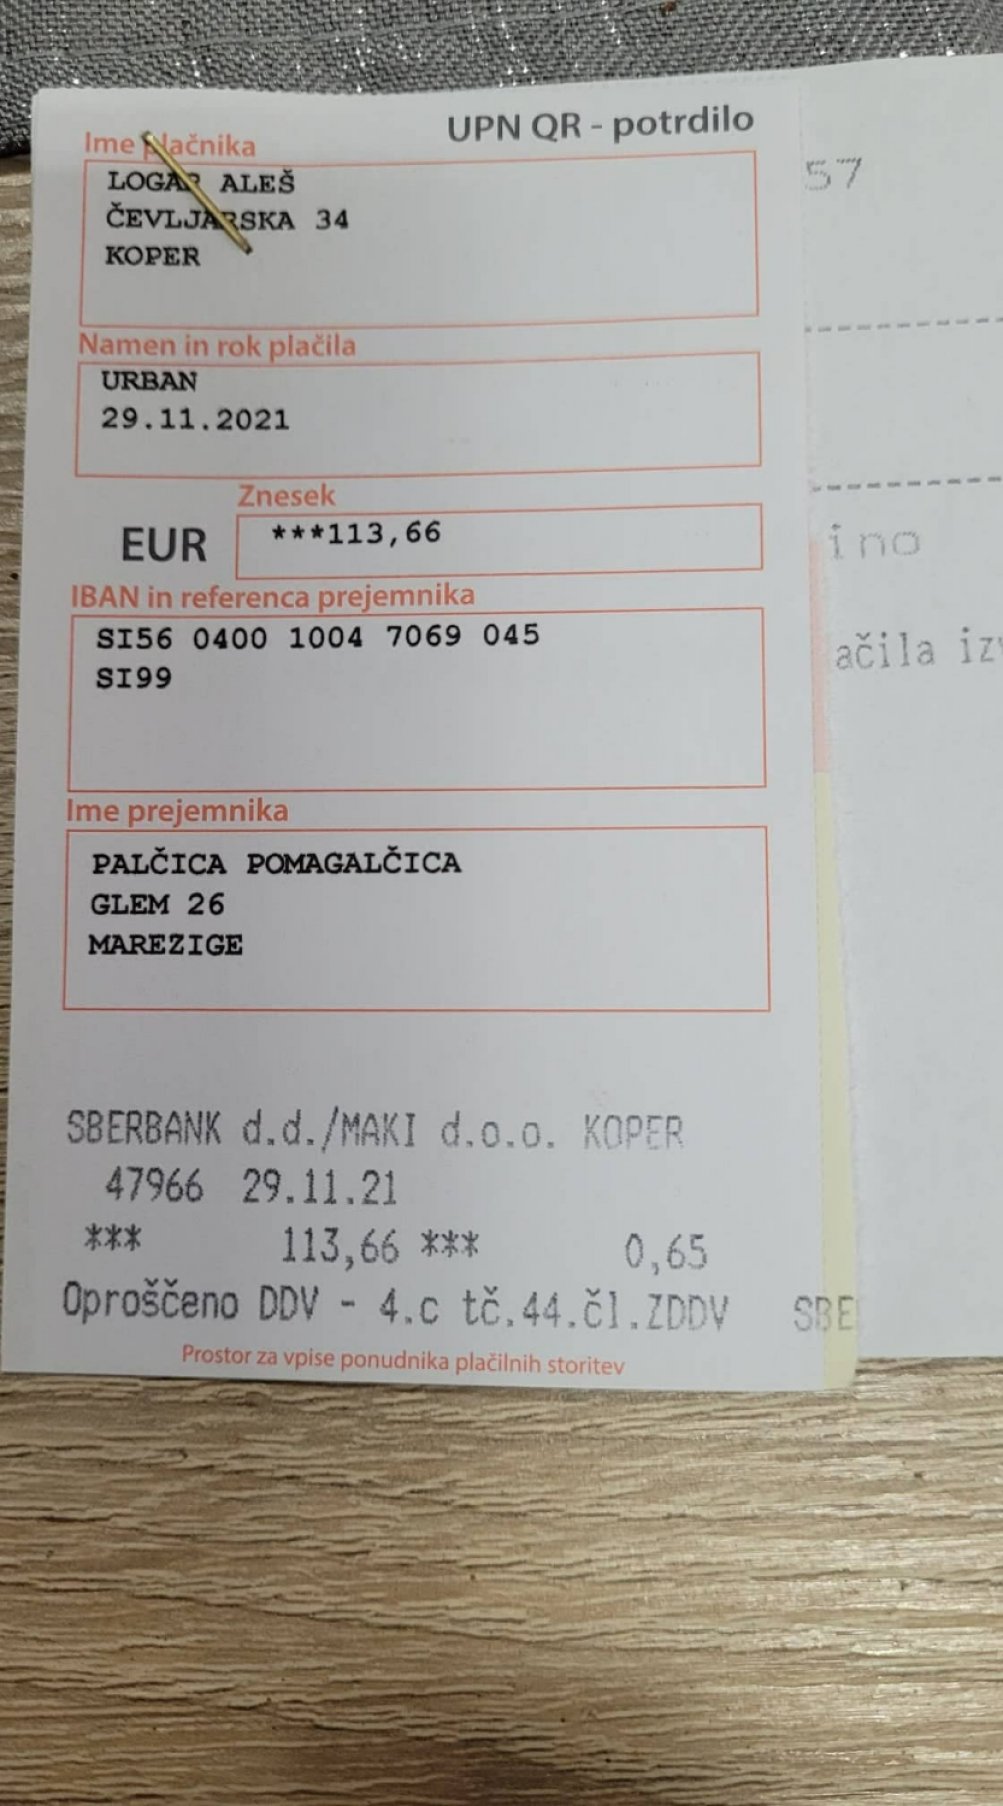 UPN QR - potrdilo
Ime plačnika
LOGAR ALEŠ
ČEVLJARSKA 34
KOPER
Namen in rok plačila
URBAN
29.11.2021
Znesek
EUR ***113,66
IBAN in referenca prejemnika
SI56 0400 1004 7069 045
SI99
Ime prejemnika
PALČICA POMAGALČICA
GLEM 26
MAREZIGE
SBERBANK d.d./MAKI d.o.o. KOPER
47966 29.11.21
*** 113,66 *** 0,65
Oproščeno DDV - 4.c tč.44.čl.ZDDV SBE
Prostor za vpise ponudnika plačilnih storitev
57
ino
ačila iz